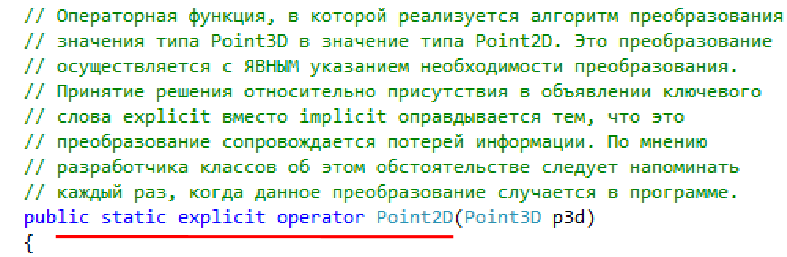 // Операторная функция, в которой реализуется алгоритм преобразования
// значения типа Point3D в значение типа Point2D. Это преобразование
// осуществляется с ЯВНЫМ указанием необходимости преобразования.
// Принятие решения относительно присутствия в объявлении ключевого
// слова explicit вместо implicit оправдывается тем, что это
// преобразование сопровождается потерей информации. По мнению
// разработчика классов об этом обстоятельстве следует напоминать
// каждый раз, когда данное преобразование случается в программе.
public static explicit operator Point2D(Point3D p3d)
{